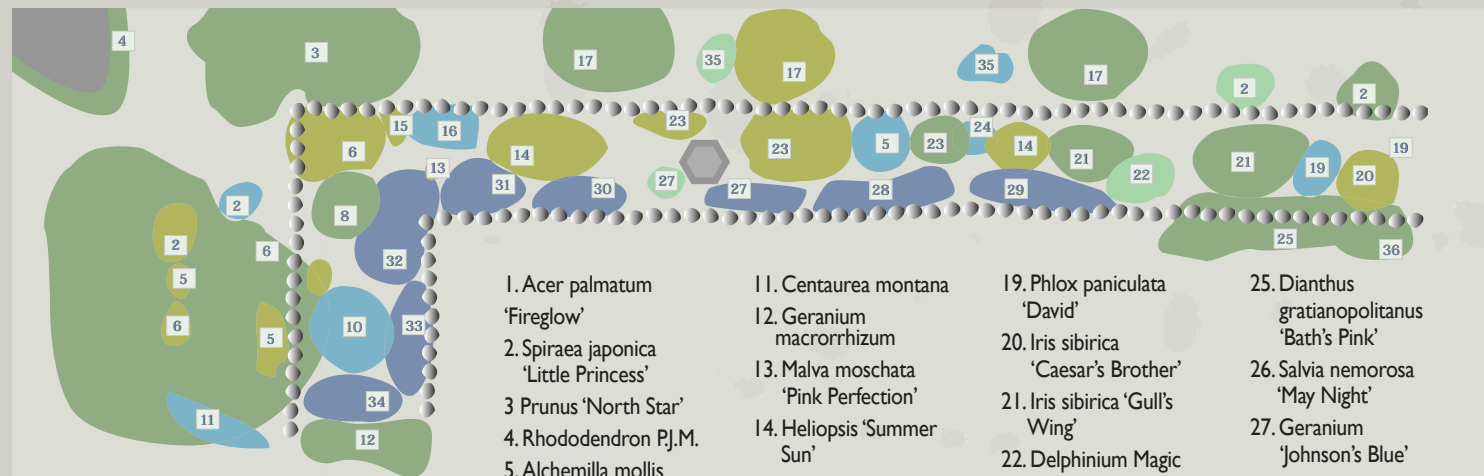 4
3
17
35
17
35
17
2
2
15
16
23
24
6
14
23
5
23
14
21
21
19
19
20
13
31
30
27
27
28
29
22
2
8
2
6
32
25
36
5
6
5
10
33
11
34
12
1. Acer palmatum
‘Fireglow’
2. Spiraea japonica
‘Little Princess’
3 Prunus ‘North Star’
4. Rhododendron P.J.M.
5. Alchemilla mollis
11. Centaurea montana
12. Geranium
macrorrhizum
13. Malva moschata
‘Pink Perfection’
14. Heliopsis ‘Summer
Sun’
19. Phlox paniculata
‘David’
20. Iris sibirica
‘Caesar’s Brother’
21. Iris sibirica ‘Gull’s
Wing’
22. Delphinium Magic
25. Dianthus
gratianopolitanus
‘Bath’s Pink’
26. Salvia nemorosa
‘May Night’
27. Geranium
‘Johnson’s Blue’